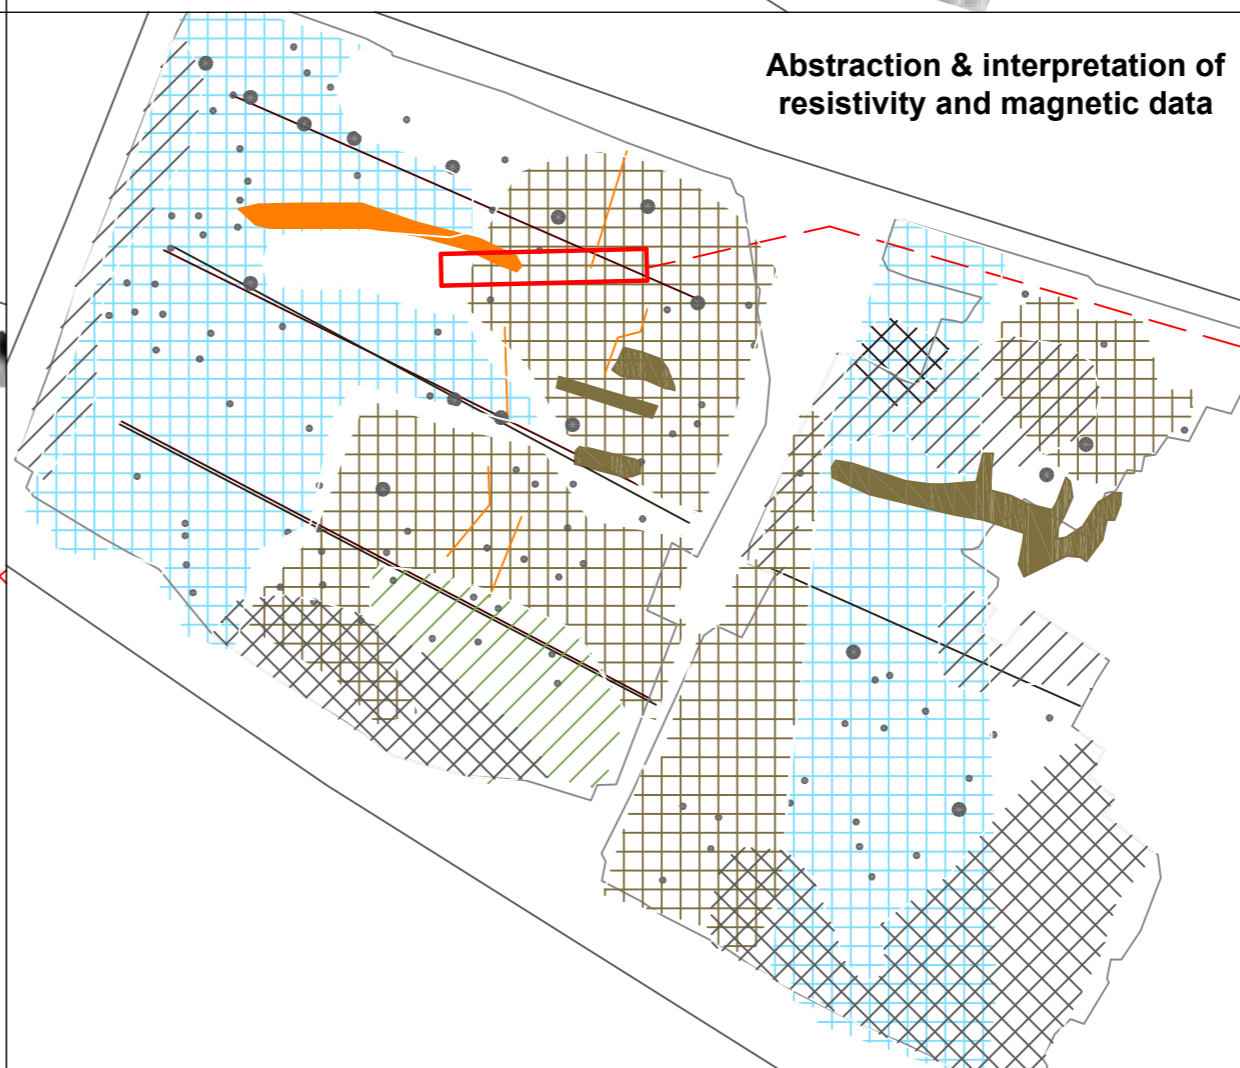 Abstraction & interpretation of
resistivity and magnetic data